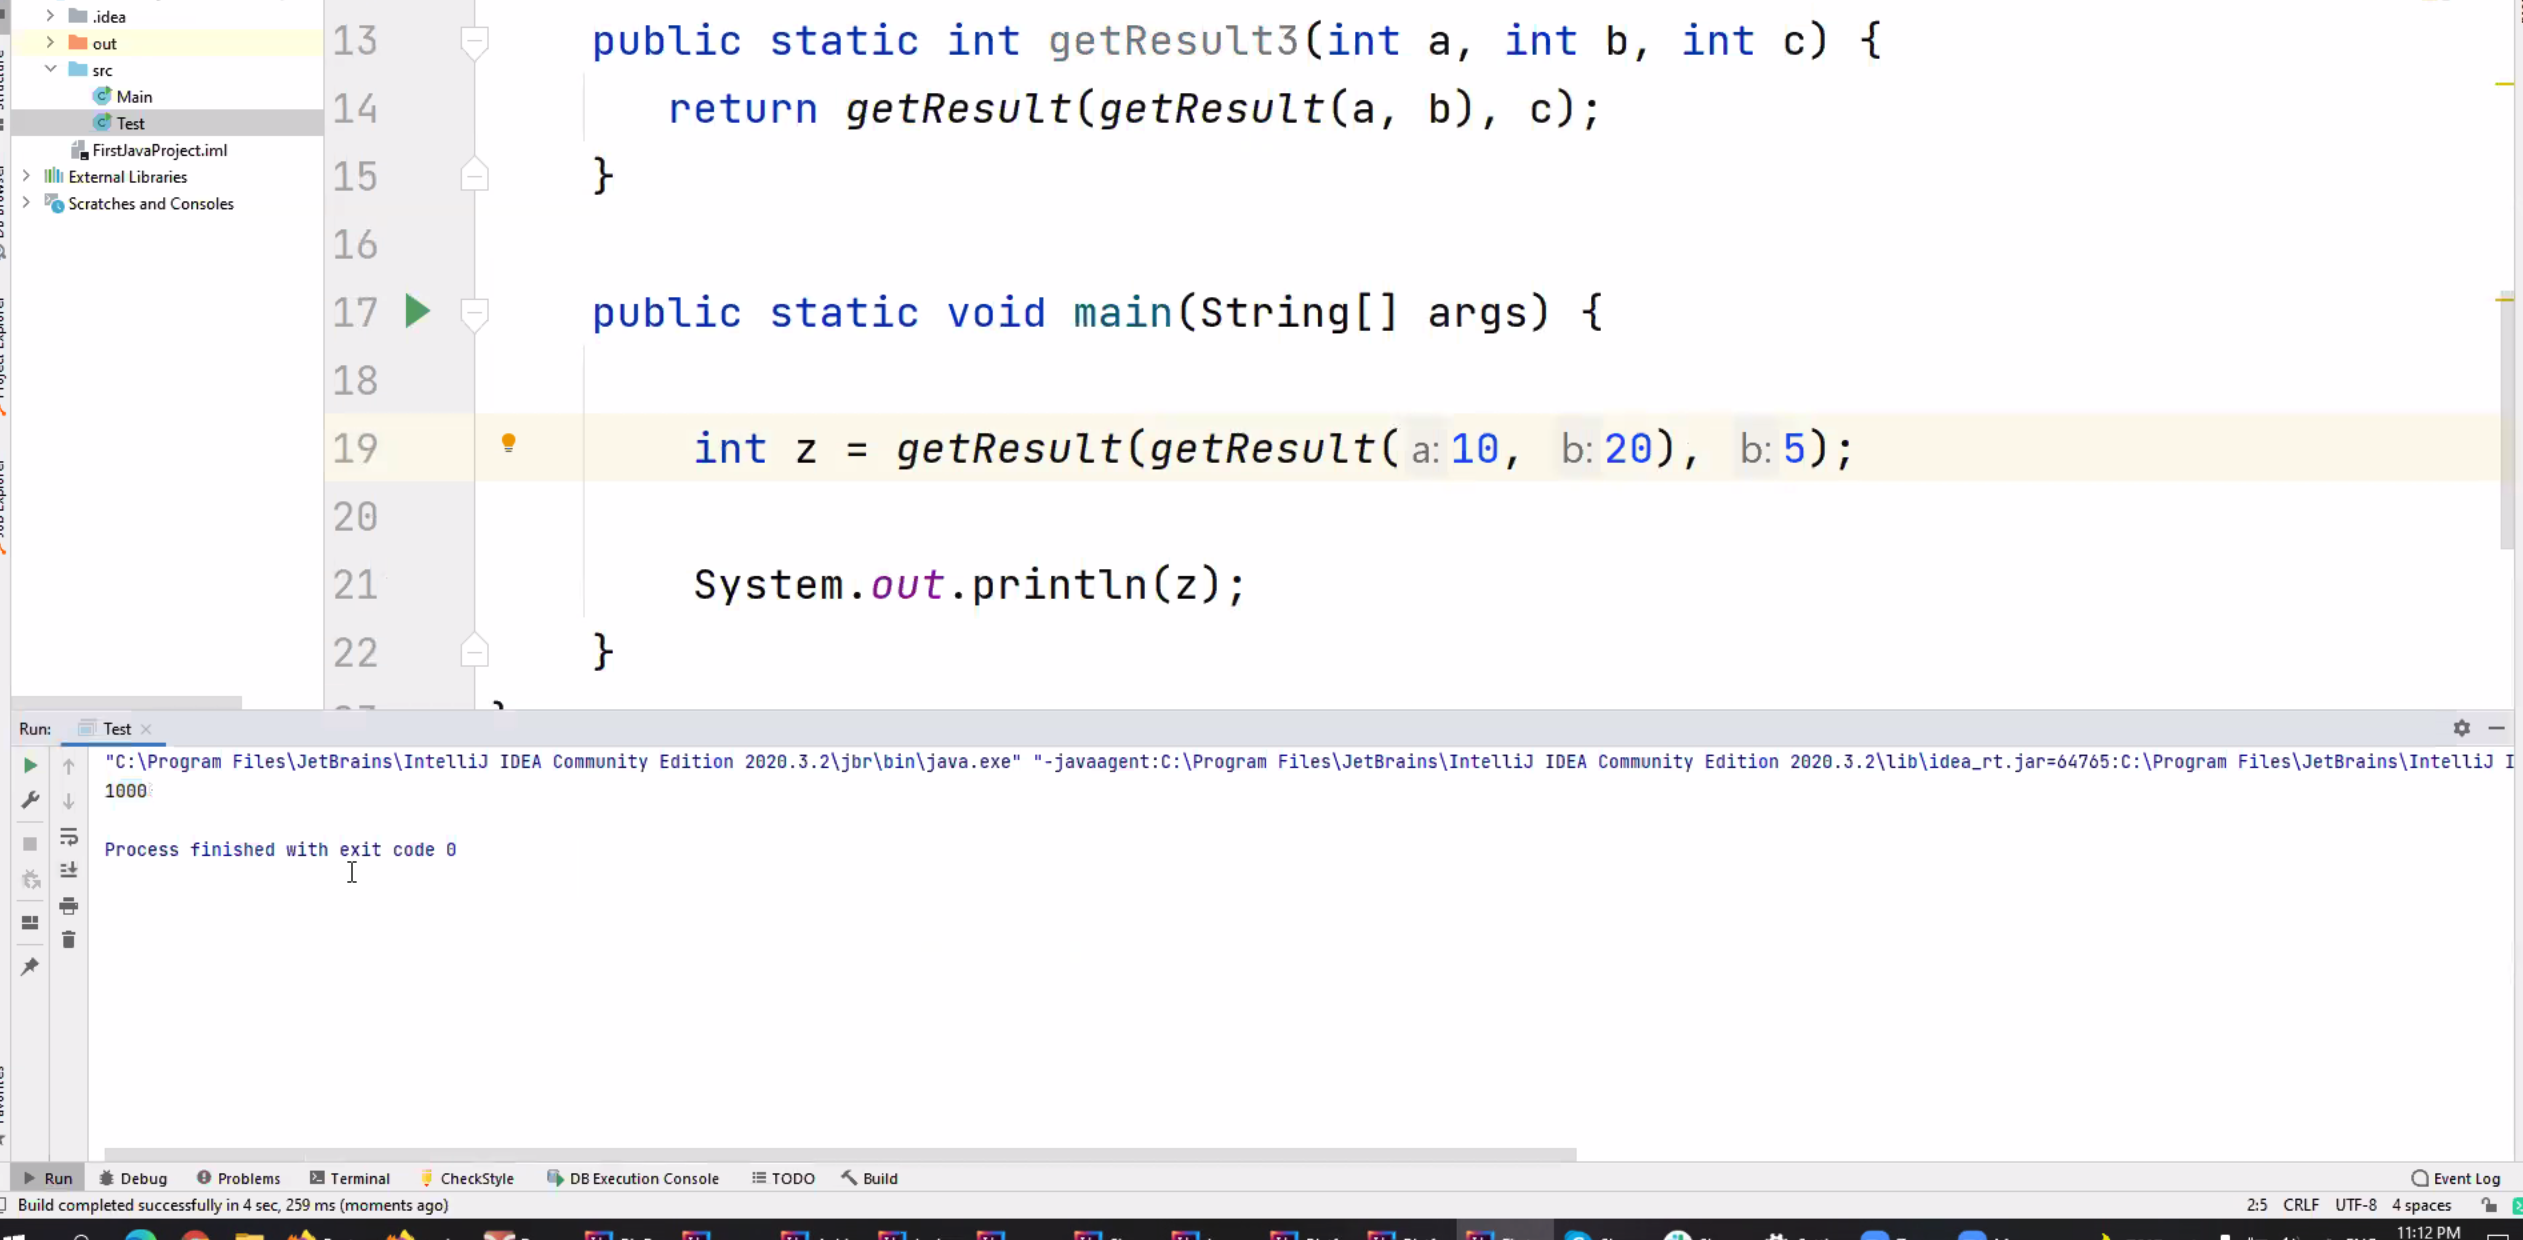 .idea
out
src
Main
Test
FirstJavaProject.iml
External Libraries
Scratches and Consoles
13 public static int getResult3(int a, int b, int c) {
14 return getResult(getResult(a, b), c);
15 }
16
17 public static void main(String[] args) {
18
19 int z = getResult(getResult( a: 10, b: 20), b: 5);
20
21 System.out.println(z);
22 }
Run: Test
"C:\Program Files\JetBrains\IntelliJ IDEA Community Edition 2020.3.2\jbr\bin\java.exe" "-javaagent:C:\Program Files\JetBrains\IntelliJ IDEA Community Edition 2020.3.2\lib\idea_rt.jar=64765:C:\Program Files\JetBrains\IntelliJ I
1000
Process finished with exit code 0
Run Debug Problems Terminal CheckStyle DB Execution Console TODO Build Event Log
Build completed successfully in 4 sec, 259 ms (moments ago) 2:5 CRLF UTF-8 4 spaces
11:12 PM